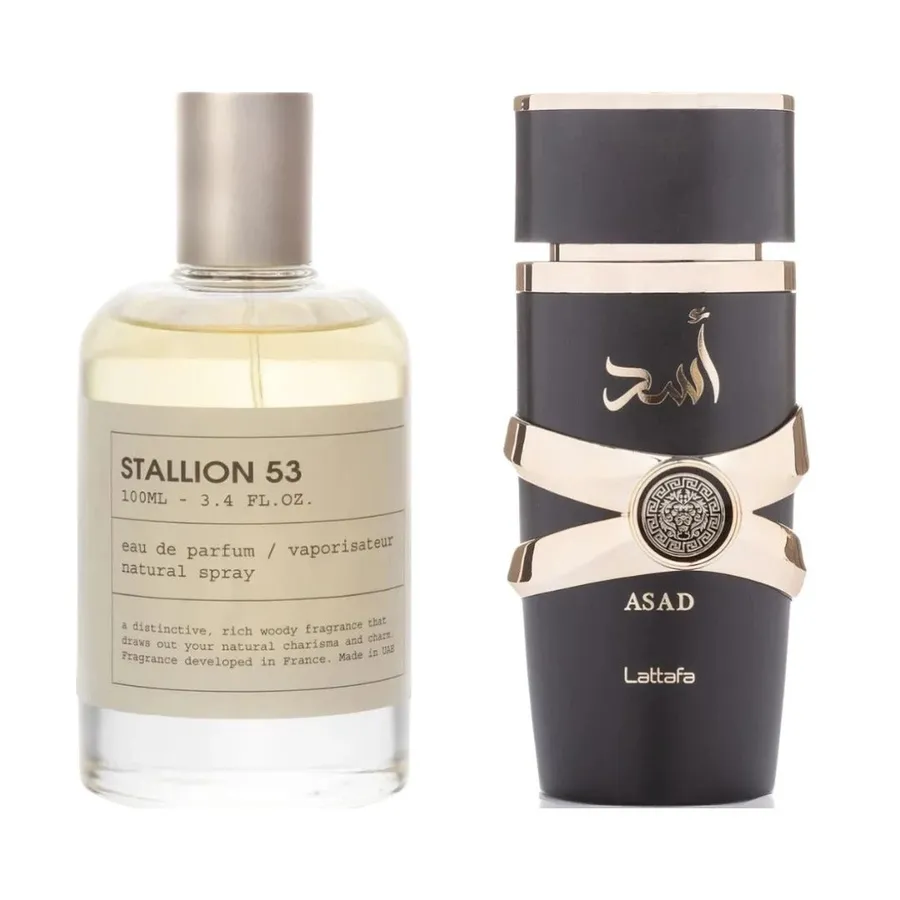 STALLION 53
100ML - 3.4 FL.OZ.
eau de parfum / vaporisateur
natural spray
a distinctive, rich woody fragrance that
draws out your natural charisma and charm.
Fragrance developed in France. Made in UAE
أسد
ASAD
Lattafa